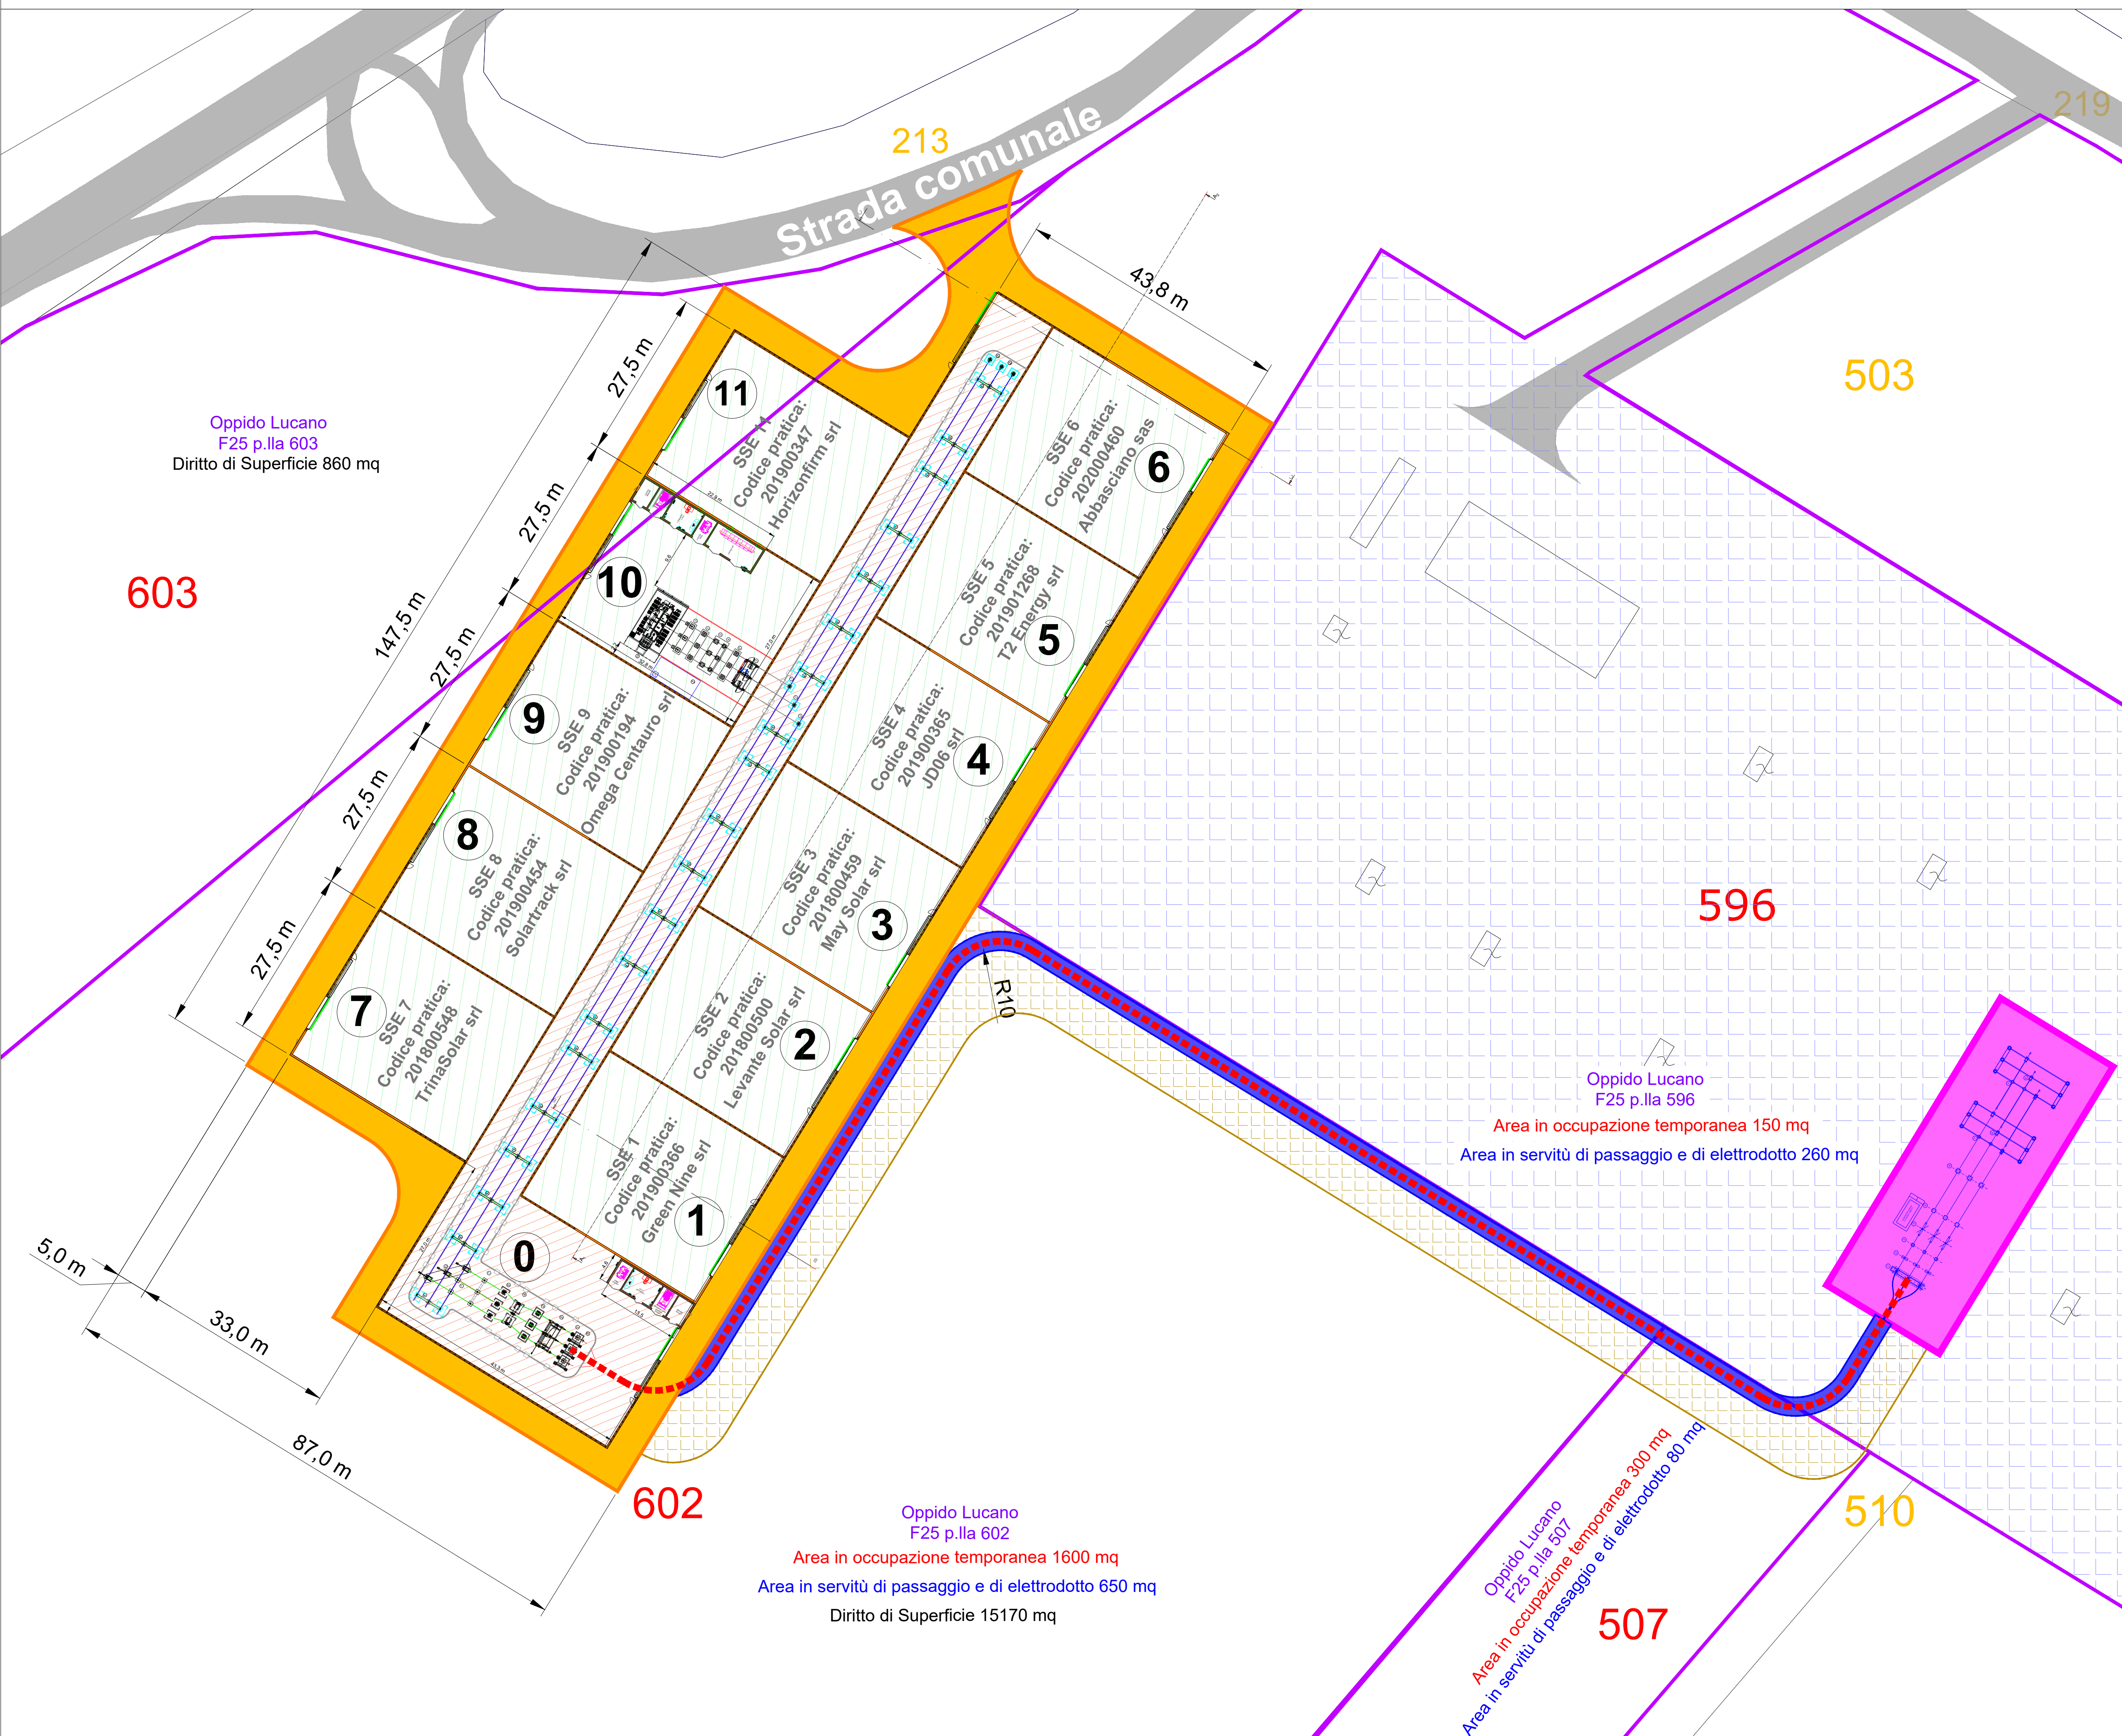 219
213
Strada comunale
43,8 m
27,5 m
503
11
SSE 11
Codice pratica:
201900347
Horizonfirm srl
Oppido Lucano
F25 p.lla 603
Diritto di Superficie 860 mq
SSE 6
Codice pratica:
202000460
Abbasciano sas
6
27,5 m
603
10
147,5 m
27,5 m
SSE 5
Codice pratica:
201901268
T2 Energy srl
5
9
SSE 9
Codice pratica:
201900194
Omega Centauro srl
SSE 4
Codice pratica:
201900365
JD06 srl
4
27,5 m
8
SSE 8
Codice pratica:
201900454
Solartrack srl
SSE 3
Codice pratica:
201800459
May Solar srl
3
596
27,5 m
7
SSE 7
Codice pratica:
201800548
TrinaSolar srl
SSE 2
Codice pratica:
201800500
Levante Solar srl
2
R10
Oppido Lucano
F25 p.lla 596
Area in occupazione temporanea 150 mq
Area in servitù di passaggio e di elettrodotto 260 mq
SSE 1
Codice pratica:
201900366
Green Nine srl
1
0
5,0 m
33,0 m
87,0 m
602
Oppido Lucano
F25 p.lla 602
Area in occupazione temporanea 1600 mq
Area in servitù di passaggio e di elettrodotto 650 mq
Diritto di Superficie 15170 mq
510
Oppido Lucano
F25 p.lla 507
Area in occupazione temporanea 300 mq
Area in servitù di passaggio e di elettrodotto 80 mq
507